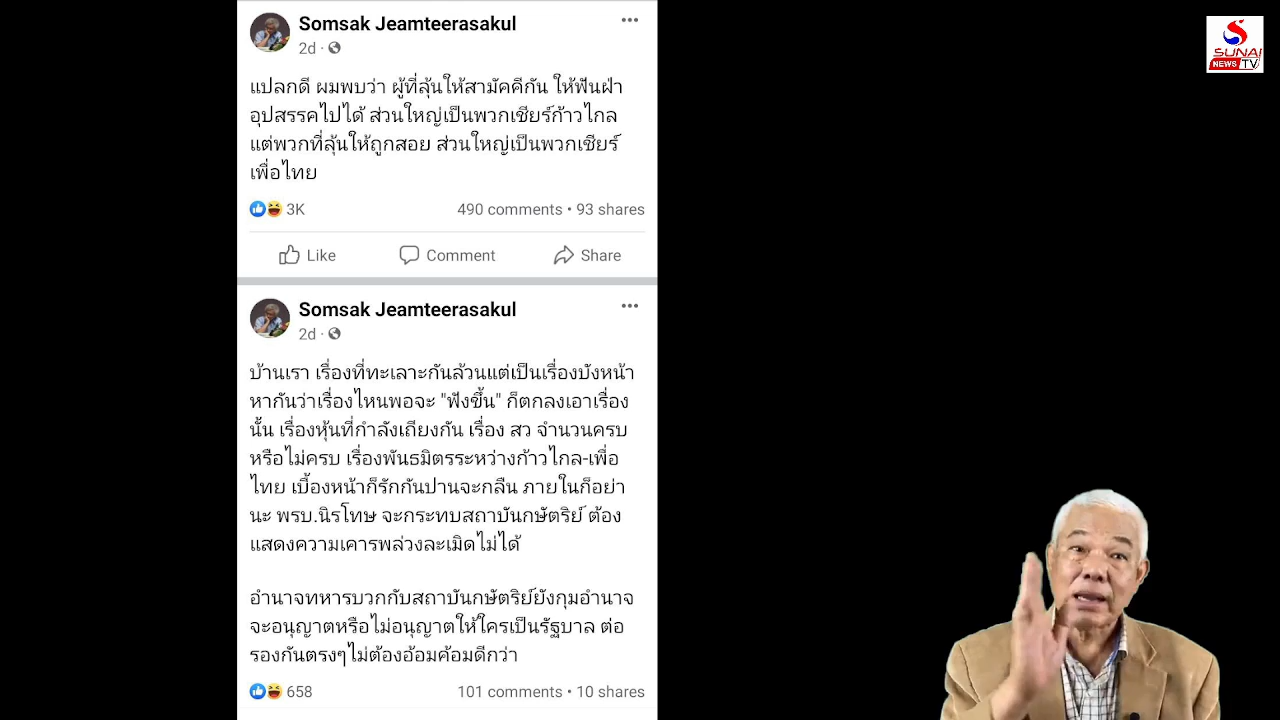 Somsak Jeamteerasakul
2d
แปลกดี ผมพบว่า ผู้ที่ลุ้นให้สามัคคีกัน ให้ฟันฝ่า
อุปสรรคไปได้ ส่วนใหญ่เป็นพวกเชียร์ก้าวไกล
แต่พวกที่ลุ้นให้ถูกสอย ส่วนใหญ่เป็นพวกเชียร์
เพื่อไทย
3K 490 comments • 93 shares
Like Comment Share
Somsak Jeamteerasakul
2d
บ้านเรา เรื่องที่ทะเลาะกันล้วนแต่เป็นเรื่องบังหน้า
หากันว่าเรื่องไหนพอจะ "ฟังขึ้น" ก็ตกลงเอาเรื่อง
นั้น เรื่องหุ้นที่กำลังเถียงกัน เรื่อง สว จำนวนครบ
หรือไม่ครบ เรื่องพันธมิตรระหว่างก้าวไกล-เพื่อ
ไทย เบื้องหน้าก็รักกันปานจะกลืน ภายในก็อย่า
นะ พรบ.นิรโทษ จะกระทบสถาบันกษัตริย์ ต้อง
แสดงความเคารพล่วงละเมิดไม่ได้
อำนาจทหารบวกกับสถาบันกษัตริย์ยังกุมอำนาจ
จะอนุญาตหรือไม่อนุญาตให้ใครเป็นรัฐบาล ต่อ
รองกันตรงๆไม่ต้องอ้อมค้อมดีกว่า
658 101 comments • 10 shares
SUNAI
NEWS TV